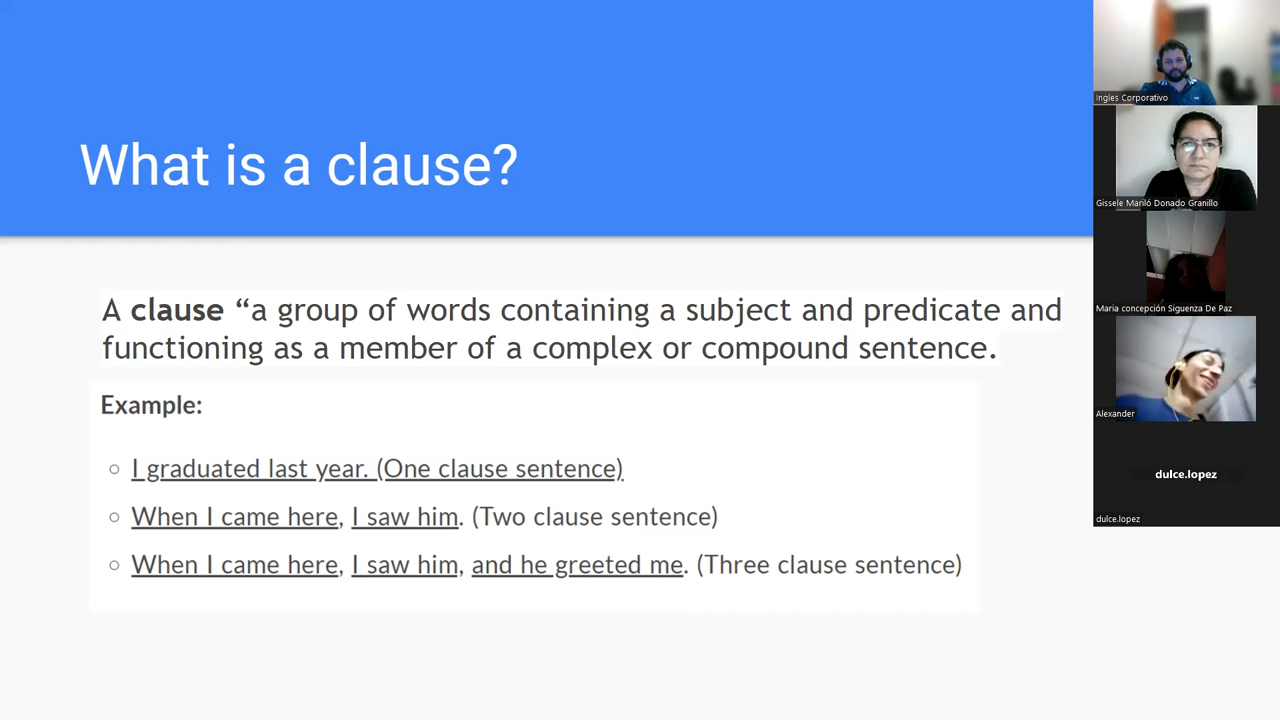 What is a clause?
A clause “a group of words containing a subject and predicate and
functioning as a member of a complex or compound sentence.
Example:
I graduated last year. (One clause sentence)
When I came here, I saw him. (Two clause sentence)
When I came here, I saw him, and he greeted me. (Three clause sentence)
Ingles Corporativo
Gissele Mariló Donado Granillo
Maria concepción Siguenza De Paz
Alexander
dulce.lopez
dulce.lopez